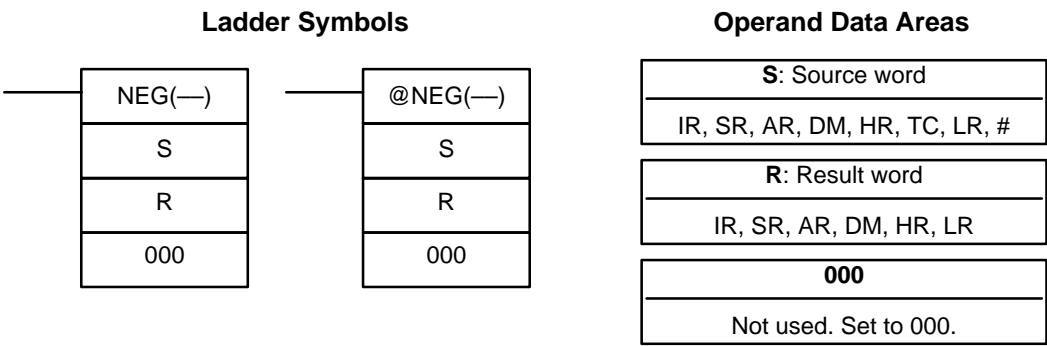 Ladder Symbols
NEG(––)
S
R
000
@NEG(––)
S
R
000
Operand Data Areas
S: Source word
IR, SR, AR, DM, HR, TC, LR, #
R: Result word
IR, SR, AR, DM, HR, LR
000
Not used. Set to 000.